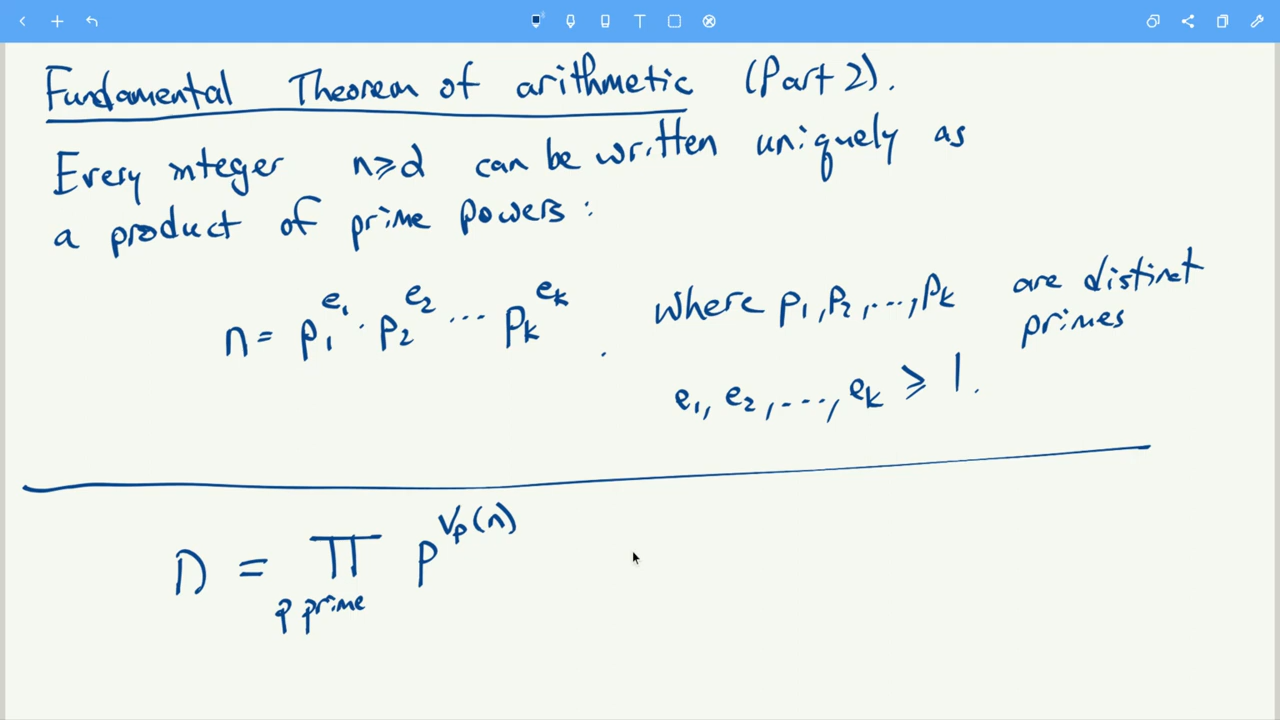 Fundamental Theorem of arithmetic (Part 2).
Every integer n ≥ 2 can be written uniquely as
a product of prime powers:
n = p₁^e₁ · p₂^e₂ ··· pₖ^eₖ . where p₁, p₂, ..., pₖ are distinct
primes
e₁, e₂, ..., eₖ ≥ 1.
n = ∏ p^Vₚ(n)
p prime